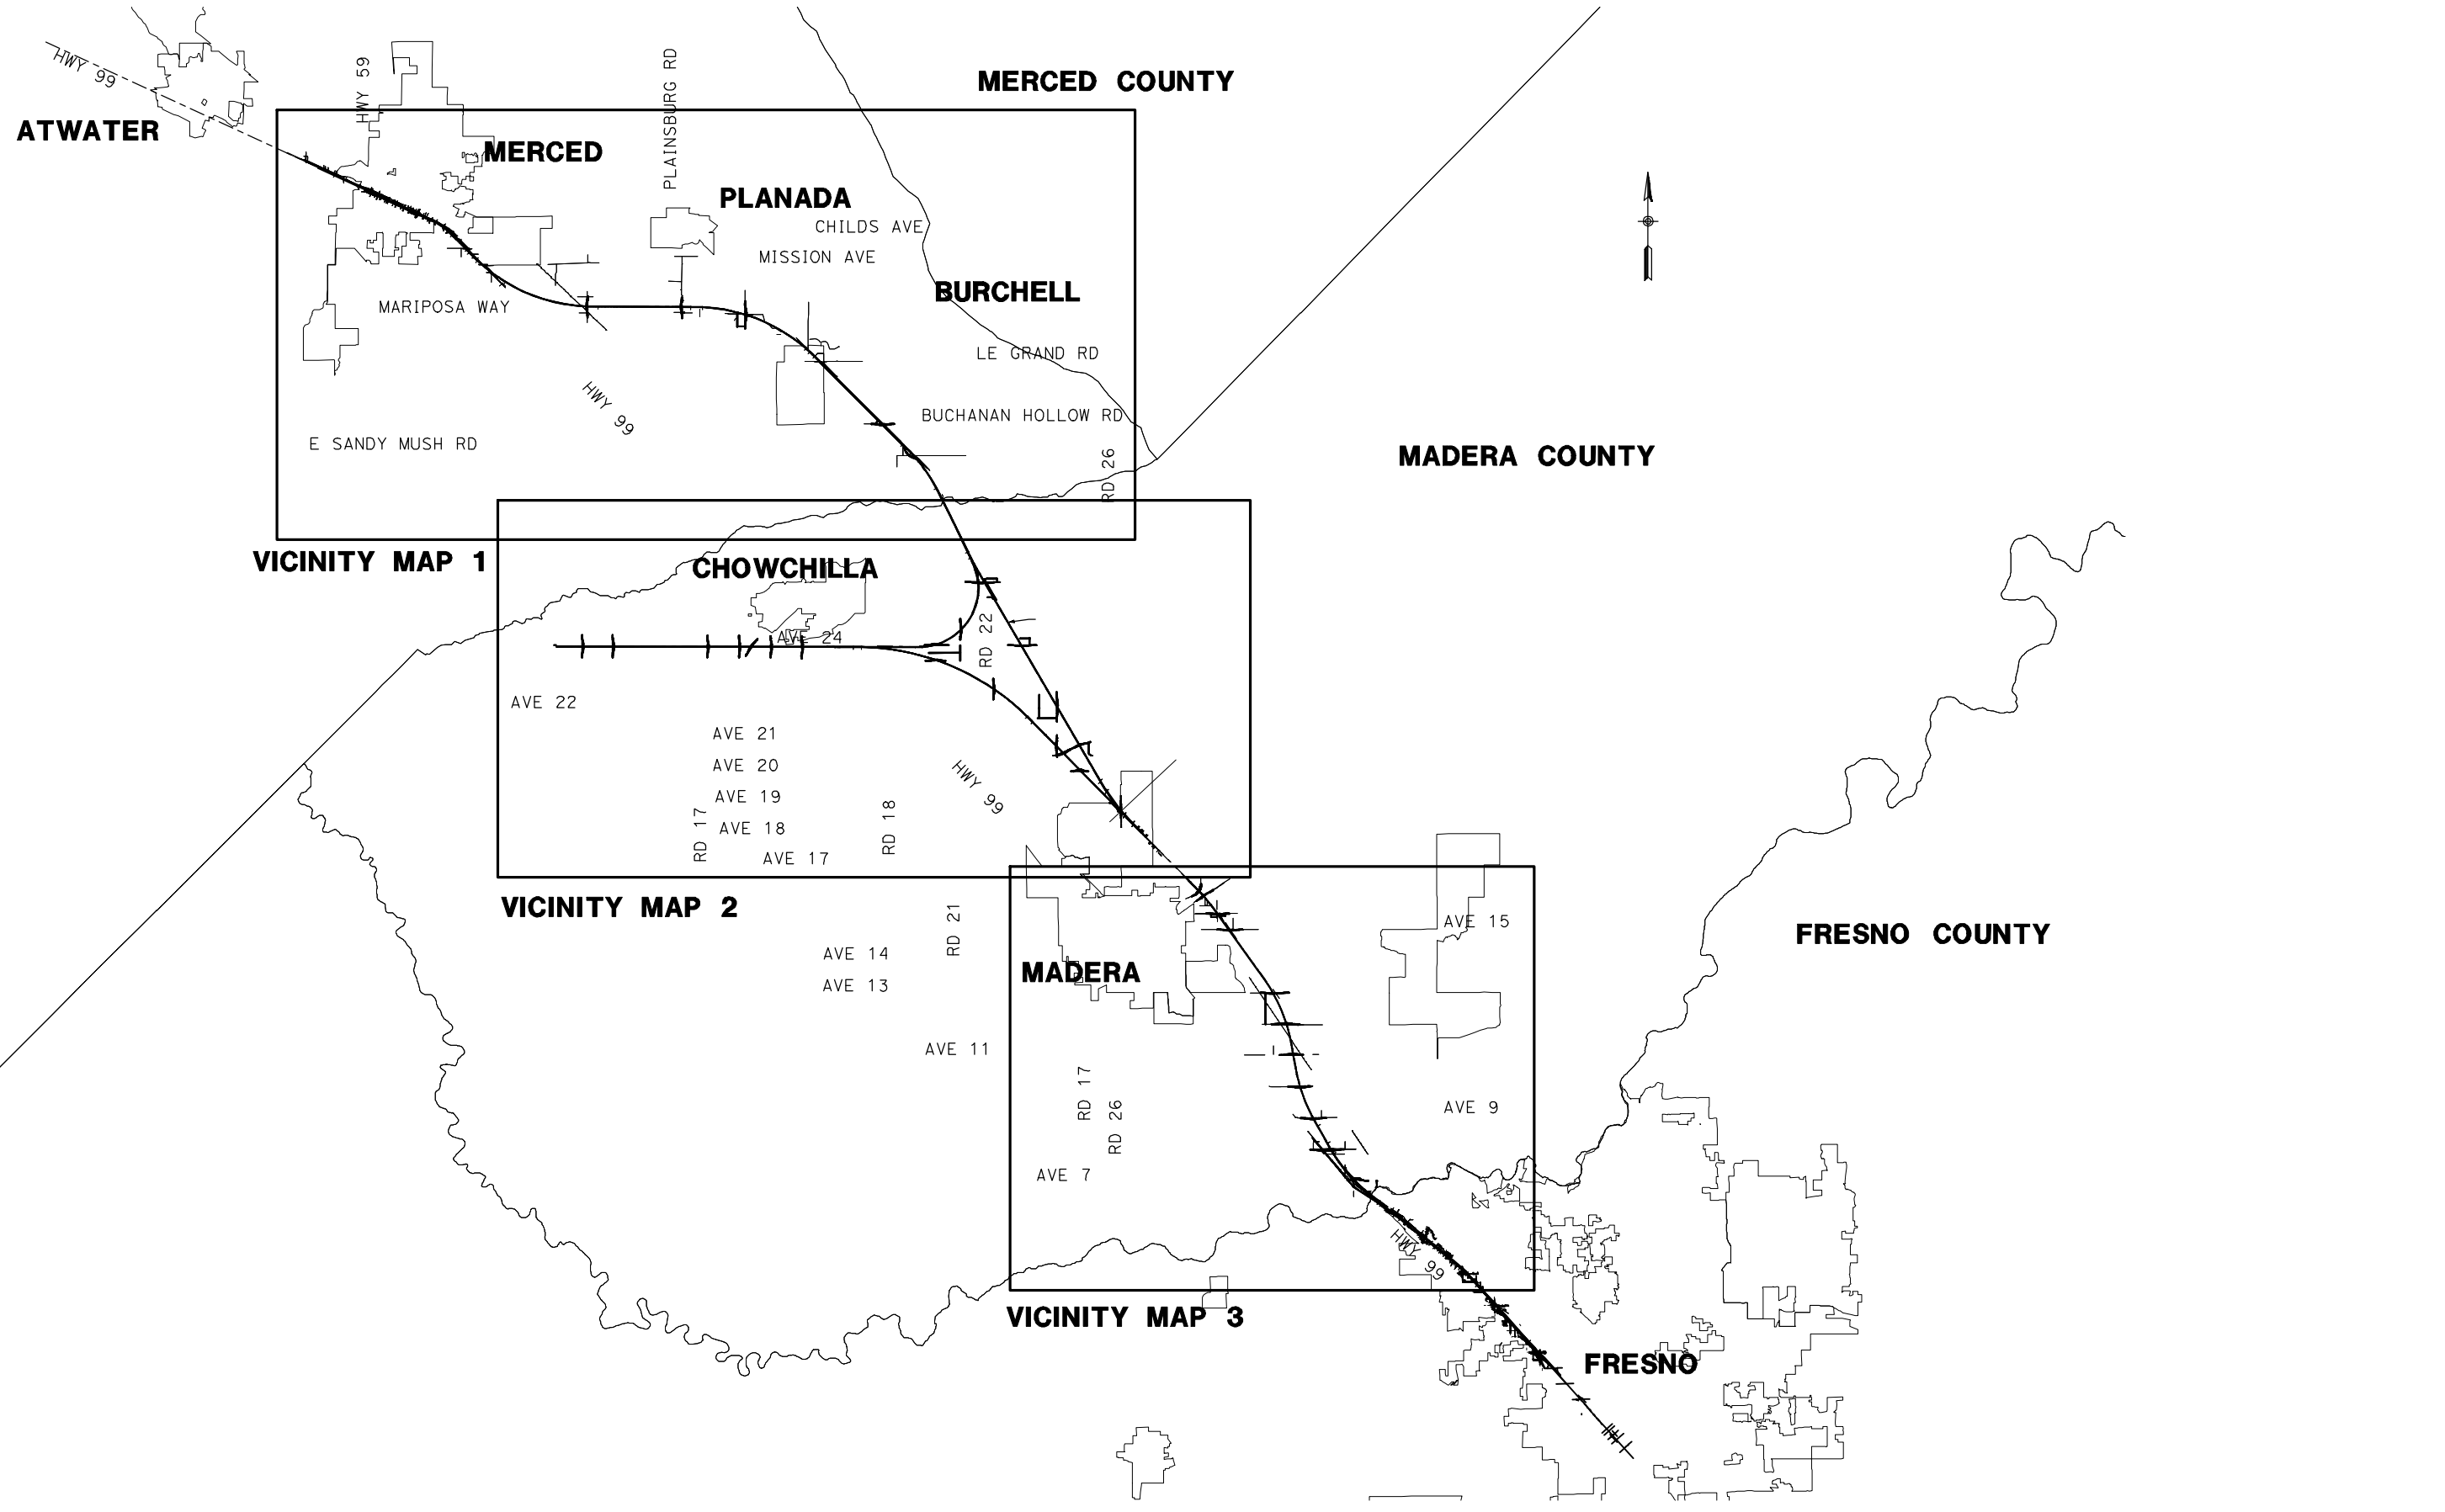 HWY 99
HWY 59
PLAINSBURG RD
MERCED COUNTY
ATWATER
MERCED
PLANADA
CHILDS AVE
MISSION AVE
BURCHELL
MARIPOSA WAY
LE GRAND RD
HWY 99
BUCHANAN HOLLOW RD
E SANDY MUSH RD
MADERA COUNTY
RD 26
VICINITY MAP 1
CHOWCHILLA
AVE 24
RD 22
AVE 22
AVE 21
AVE 20
HWY 99
AVE 19
RD 17
AVE 18
RD 18
AVE 17
VICINITY MAP 2
AVE 15
RD 21
FRESNO COUNTY
AVE 14
MADERA
AVE 13
AVE 11
RD 17
RD 26
AVE 9
AVE 7
HWY 99
VICINITY MAP 3
FRESNO